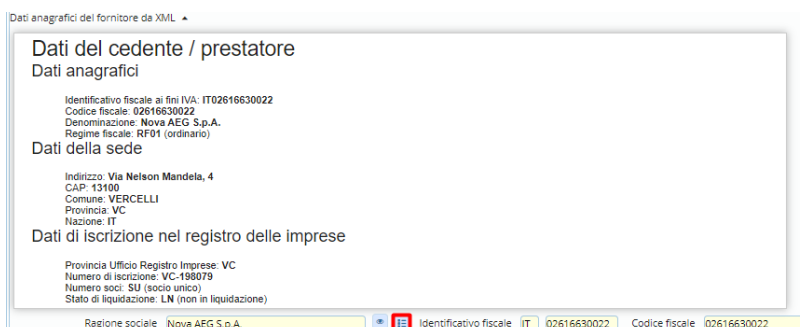 Dati anagrafici del fornitore da XML
Dati del cedente / prestatore
Dati anagrafici
Identificativo fiscale ai fini IVA: IT02616630022
Codice fiscale: 02616630022
Denominazione: Nova AEG S.p.A.
Regime fiscale: RF01 (ordinario)
Dati della sede
Indirizzo: Via Nelson Mandela, 4
CAP: 13100
Comune: VERCELLI
Provincia: VC
Nazione: IT
Dati di iscrizione nel registro delle imprese
Provincia Ufficio Registro Imprese: VC
Numero di iscrizione: VC-198079
Numero soci: SU (socio unico)
Stato di liquidazione: LN (non in liquidazione)
Ragione sociale Nova AEG S.p.A. Identificativo fiscale IT 02616630022 Codice fiscale 02616630022